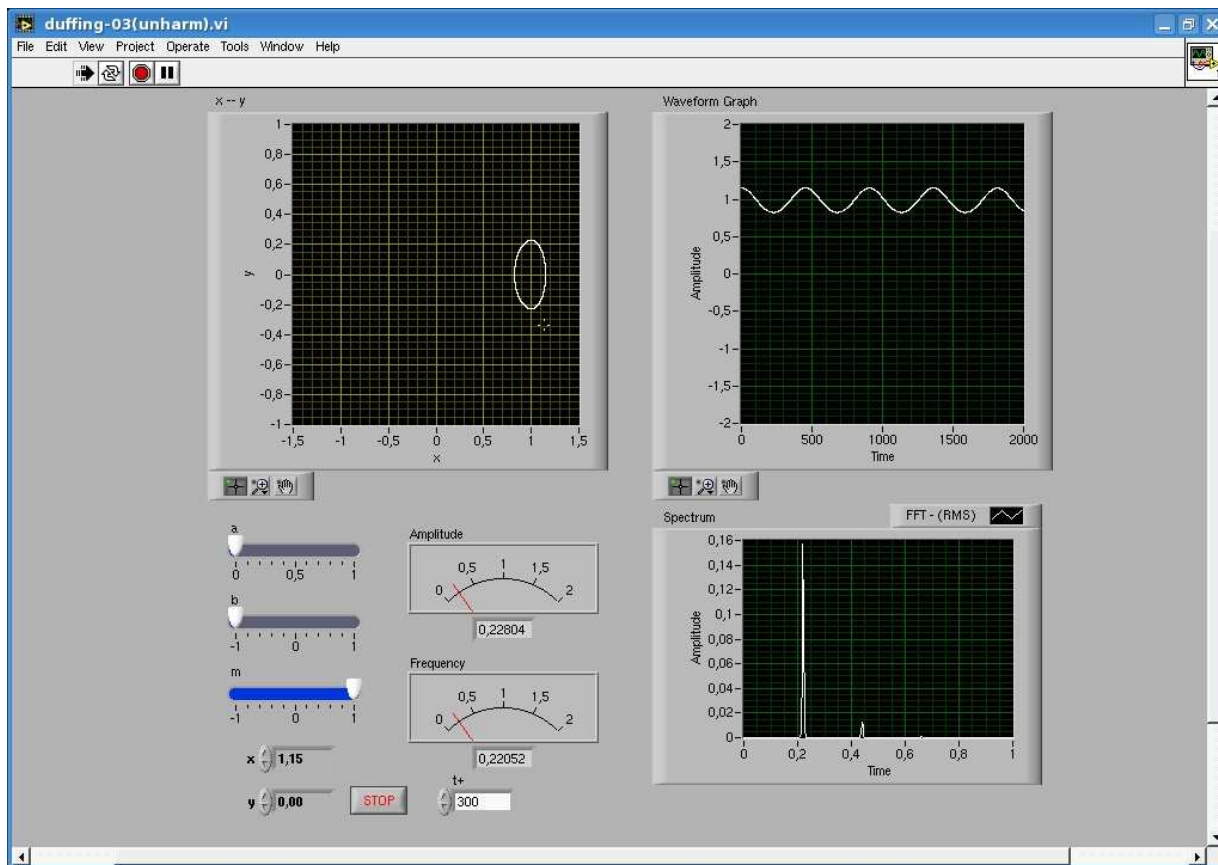 duffing-03(unharm).vi
File Edit View Project Operate Tools Window Help
x -- y
1
0,8
0,6
0,4
0,2
0
-0,2
-0,4
-0,6
-0,8
-1
y
-1,5 -1 -0,5 0 0,5 1 1,5
x
Waveform Graph
2
1,5
1
0,5
0
-0,5
-1
-1,5
-2
Amplitude
0 500 1000 1500 2000
Time
a
0 0,5 1
b
-1 0 1
m
-1 0 1
x 1,15
y 0,00
STOP
Amplitude
0 0,5 1 1,5 2
0,22804
Frequency
0 0,5 1 1,5 2
0,22052
t+
300
Spectrum
FFT - (RMS)
0,16
0,14
0,12
0,1
0,08
0,06
0,04
0,02
0
Amplitude
0 0,2 0,4 0,6 0,8 1
Time